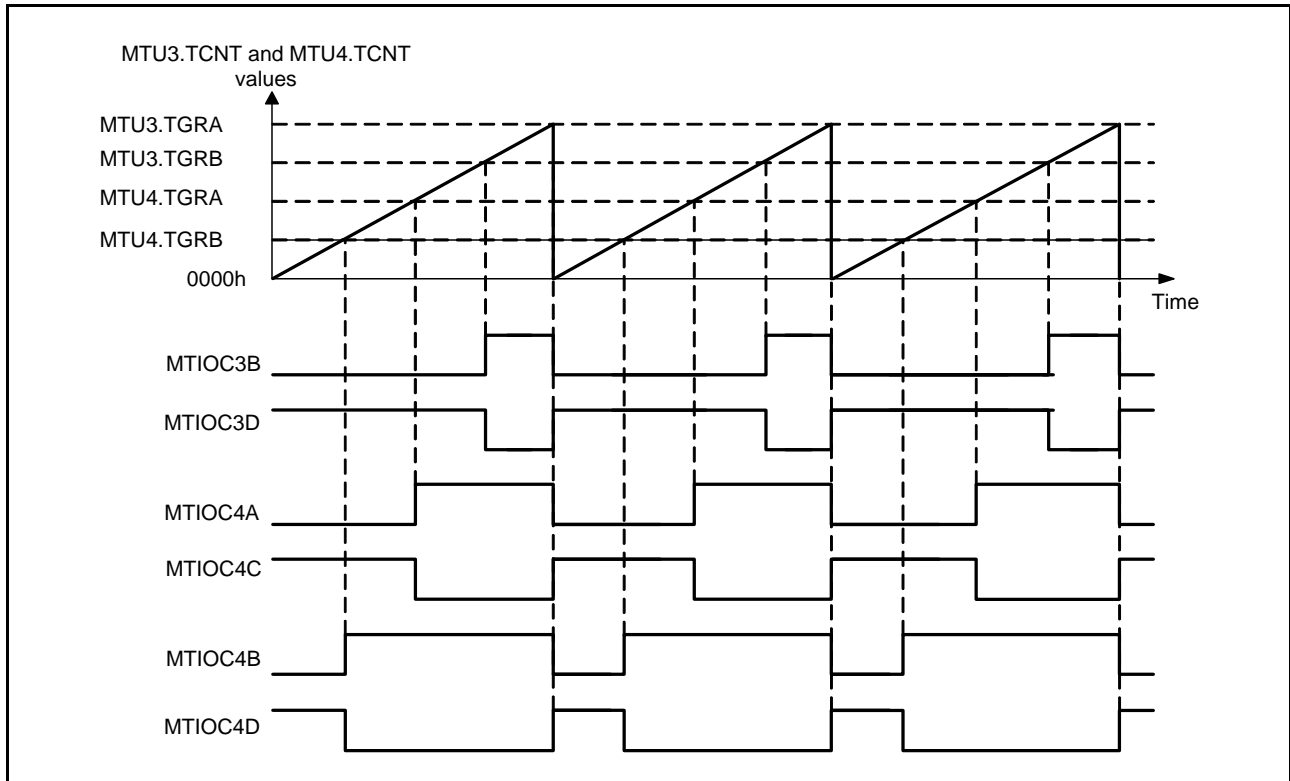 MTU3.TCNT and MTU4.TCNT
values
MTU3.TGRA
MTU3.TGRB
MTU4.TGRA
MTU4.TGRB
0000h
Time
MTIOC3B
MTIOC3D
MTIOC4A
MTIOC4C
MTIOC4B
MTIOC4D